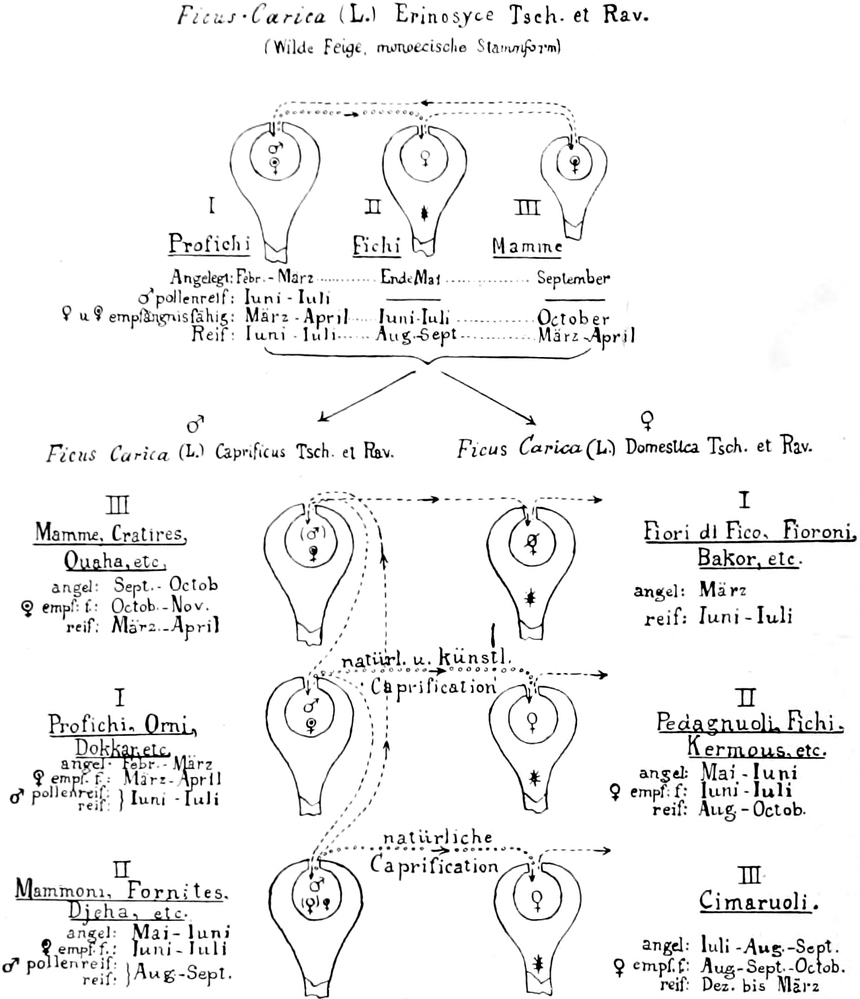 Ficus Carica (L.) Erinosyce Tsch. et Rav.
(Wilde Feige, monoecische Stammform)
♂
♀
♀
♀
I II III
Profichi Fichi Mamme
Angelegt: Febr. - März Ende Mai September
♂ pollenreif: Iuni - Iuli
♀ u ♀ empfängnisfähig: März - April Iuni-Iuli October
Reif: Iuni - Iuli Aug.-Sept März - April
♂ ♀
Ficus Carica (L.) Caprificus Tsch. et Rav.
Ficus Carica (L.) Domestica Tsch. et Rav.
III
Mamme, Cratires,
Quaha, etc.
angel: Sept.- Octob
♀ empf: f: Octob.-Nov.
reif: März.-April
(♂)
♀
I
Fiori di Fico, Fioroni,
Bakor, etc.
angel: März
reif: Iuni - Iuli
natürl. u. künstl.
Caprification
I
Profichi, Orni,
Dokkar, etc.
angel: Febr. - März
♀ empf. f.: März-April
♂ pollenreif:
reif: } Iuni - Iuli
♂
♀
♀
II
Pedagnuoli, Fichi,
Kermous, etc.
angel: Mai - Iuni
♀ empf: f: Iuni - Iuli
reif: Aug.-Octob.
natürliche
Caprification
II
Mammoni, Fornites,
Djeha, etc.
angel: Mai-Iuni
♀ empf. f.: Iuni-Iuli
♂ pollenreif:
reif: } Aug.-Sept.
♂
(♀) ♀
♀
III
Cimaruoli.
angel: Iuli -Aug.-Sept.
♀ empf. f: Aug.-Sept.-Octob.
reif: Dez. bis März